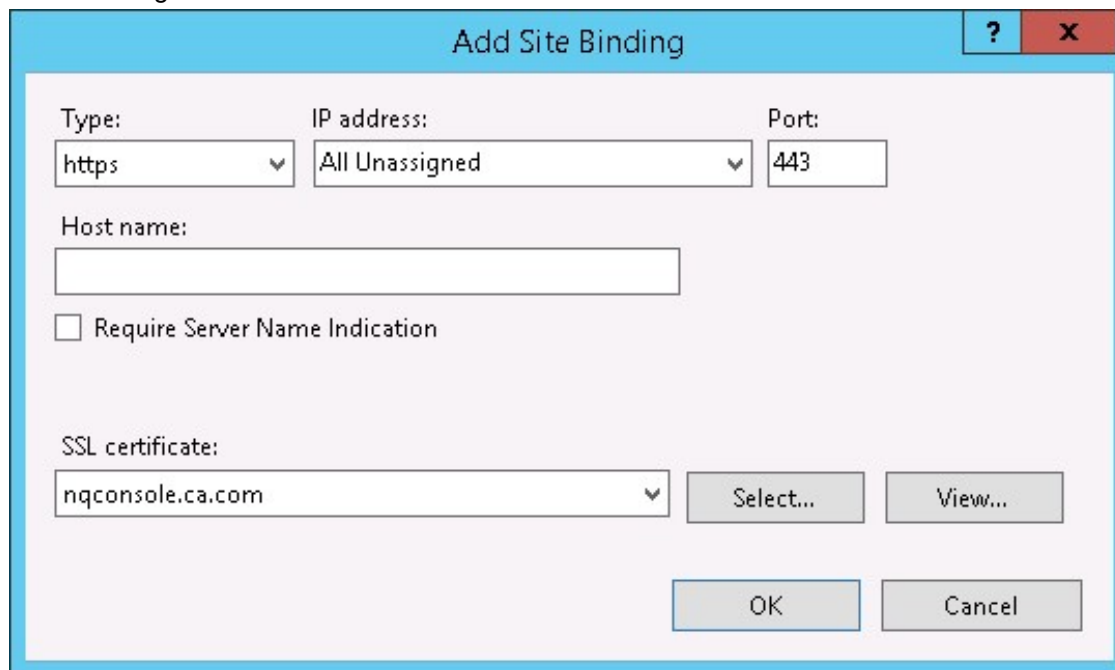 Add Site Binding
?
x
Type:
IP address:
Port:
https
All Unassigned
443
Host name:
Require Server Name Indication
SSL certificate:
nqconsole.ca.com
Select...
View...
OK
Cancel